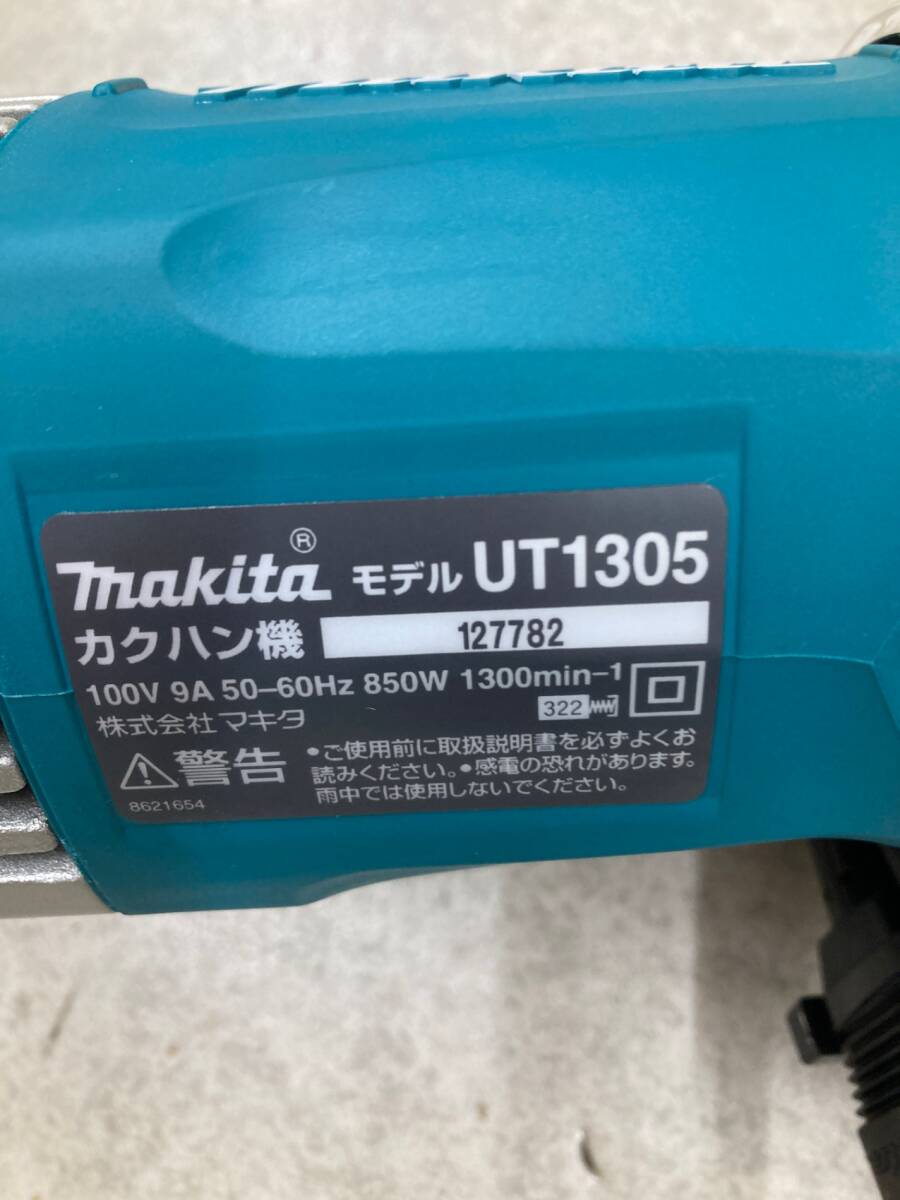 makita® モデル UT1305
カクハン機 127782
100V 9A 50-60Hz 850W 1300min-1
株式会社マキタ 322
⚠警告 •ご使用前に取扱説明書を必ずよくお
読みください。•感電の恐れがあります。
雨中では使用しないでください。
8621654